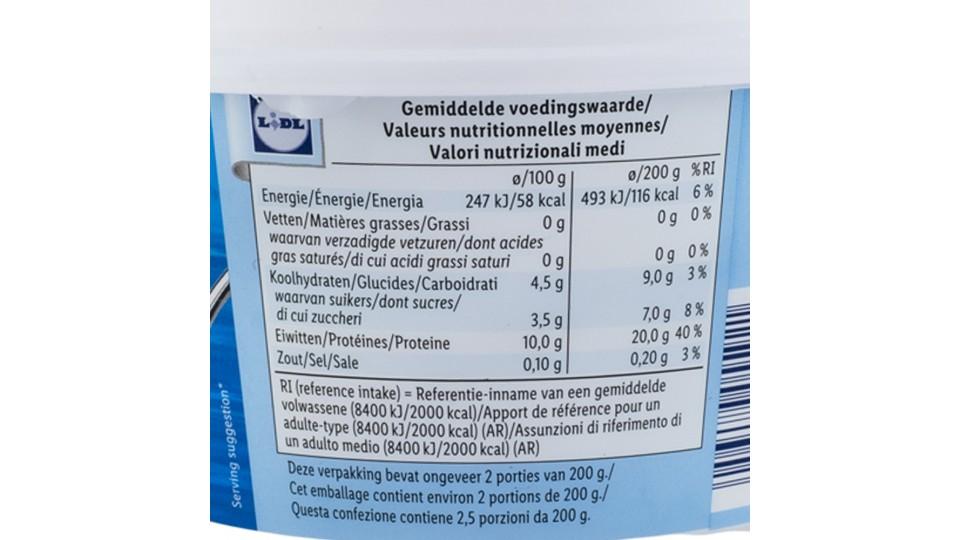 LIDL
Gemiddelde voedingswaarde/
Valeurs nutritionnelles moyennes/
Valori nutrizionali medi
ø/100 g ø/200 g %RI
Energie/Énergie/Energia 247 kJ/58 kcal 493 kJ/116 kcal 6 %
Vetten/Matières grasses/Grassi 0 g 0 g 0 %
waarvan verzadigde vetzuren/dont acides
gras saturés/di cui acidi grassi saturi 0 g 0 g 0 %
Koolhydraten/Glucides/Carboidrati 4,5 g 9,0 g 3 %
waarvan suikers/dont sucres/
di cui zuccheri 3,5 g 7,0 g 8 %
Eiwitten/Protéines/Proteine 10,0 g 20,0 g 40 %
Zout/Sel/Sale 0,10 g 0,20 g 3 %
RI (reference intake) = Referentie-inname van een gemiddelde
volwassene (8400 kJ/2000 kcal)/Apport de référence pour un
adulte-type (8400 kJ/2000 kcal) (AR)/Assunzioni di riferimento di
un adulto medio (8400 kJ/2000 kcal) (AR)
Deze verpakking bevat ongeveer 2 porties van 200 g./
Cet emballage contient environ 2 portions de 200 g./
Questa confezione contiene 2,5 porzioni da 200 g.
Serving suggestion*